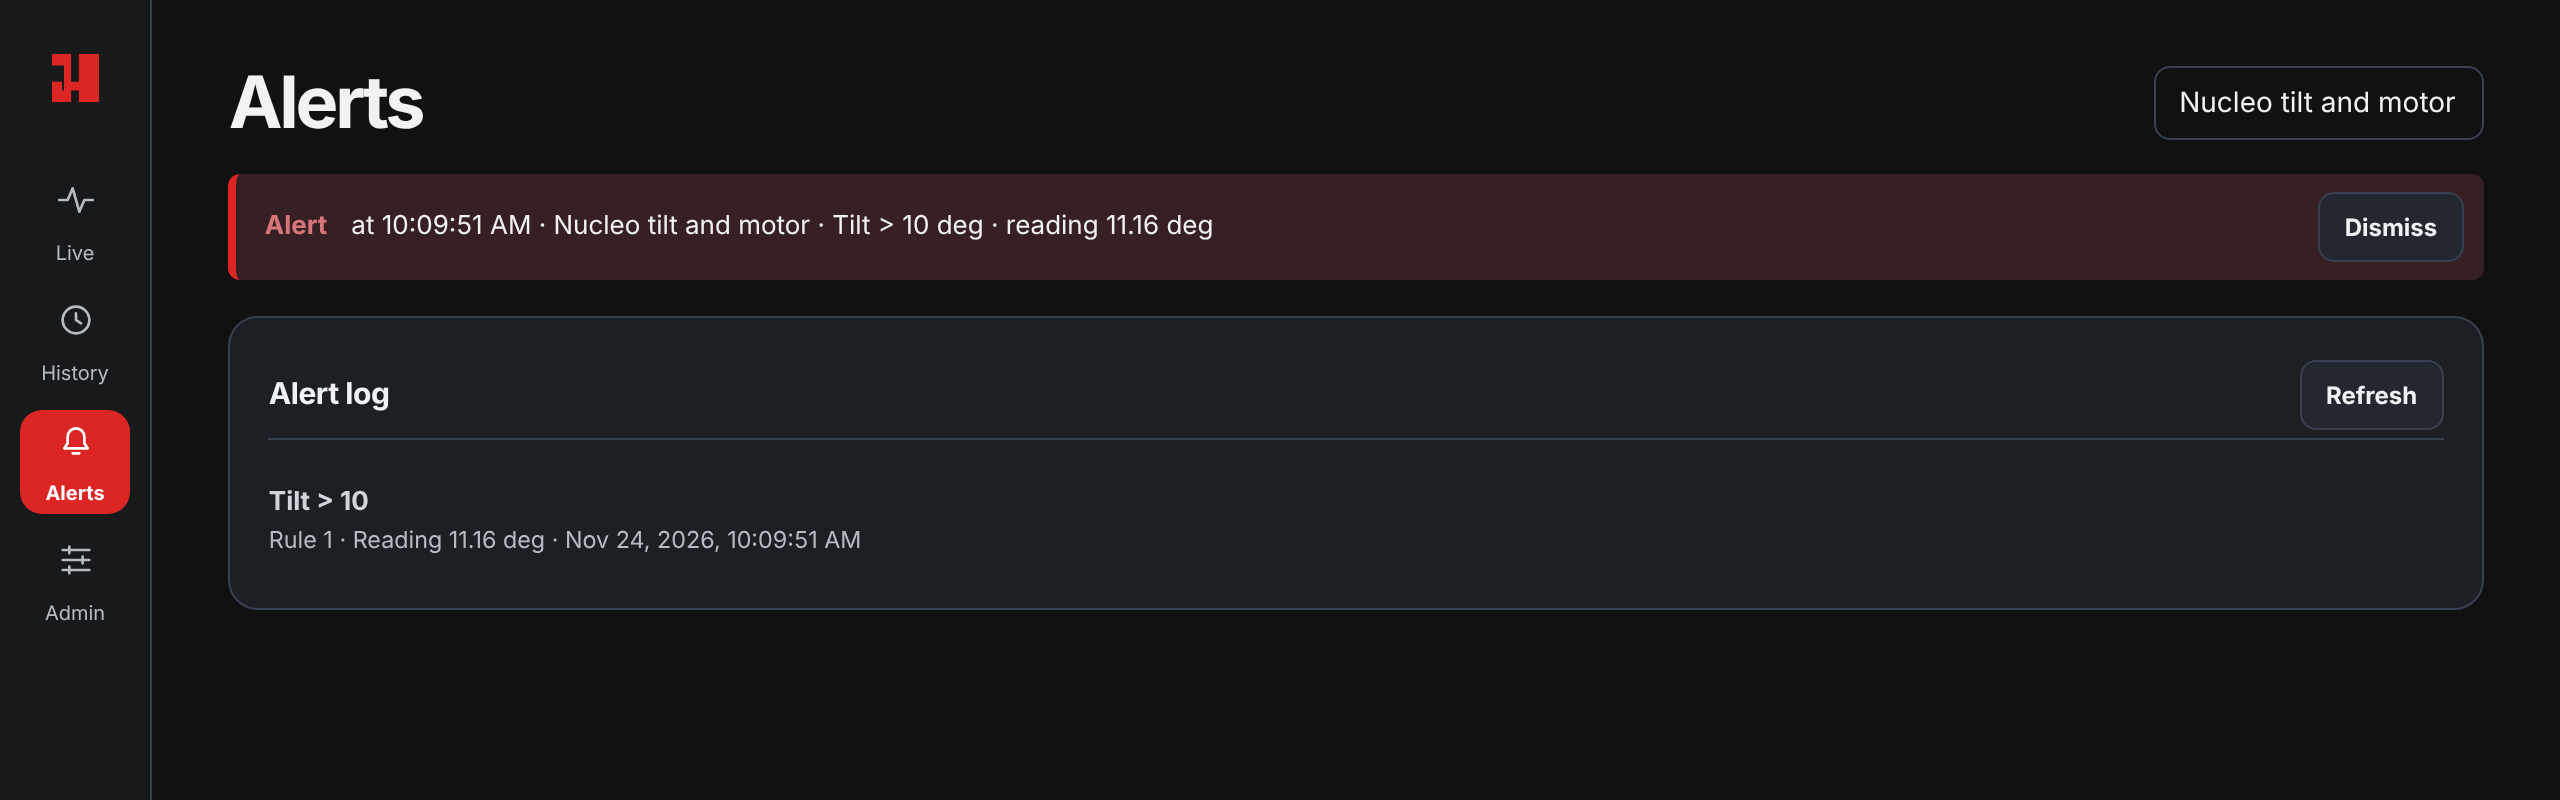 Live
History
Alerts
Admin
Alerts
Nucleo tilt and motor
Alert at 10:09:51 AM · Nucleo tilt and motor · Tilt > 10 deg · reading 11.16 deg
Dismiss
Alert log
Refresh
Tilt > 10
Rule 1 · Reading 11.16 deg · Nov 24, 2026, 10:09:51 AM